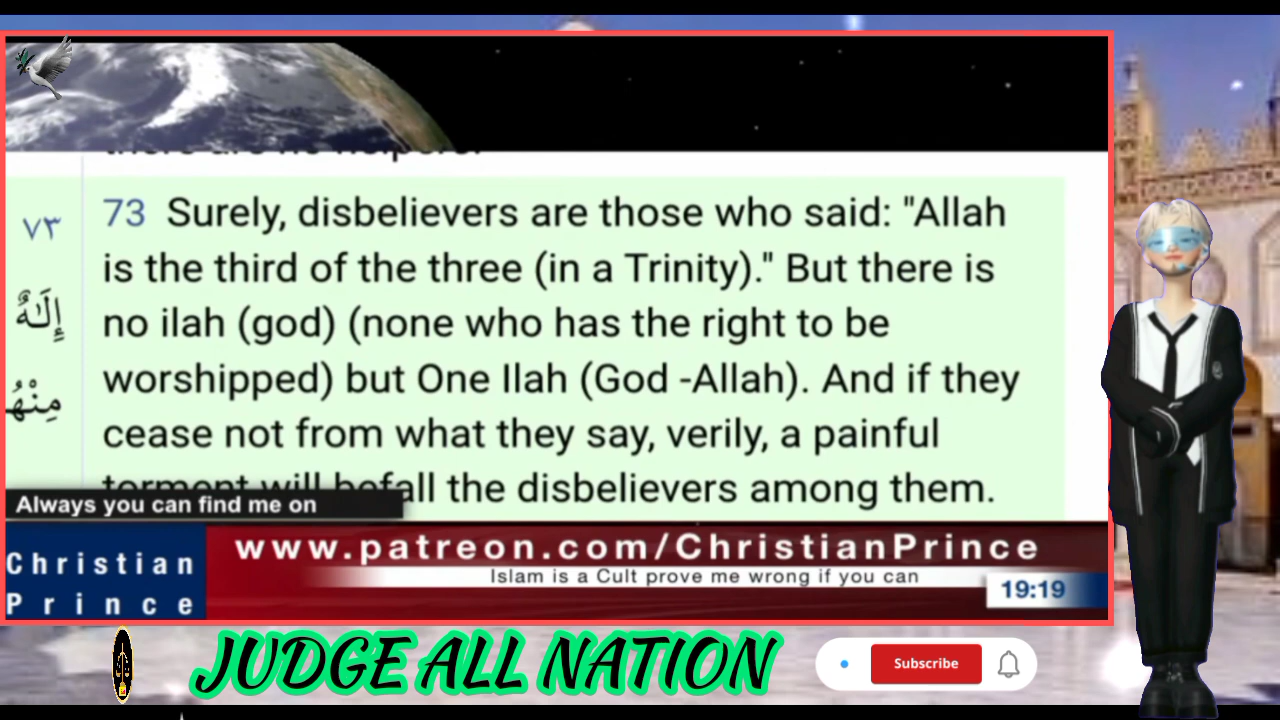 73 Surely, disbelievers are those who said: "Allah
is the third of the three (in a Trinity)." But there is
no ilah (god) (none who has the right to be
worshipped) but One Ilah (God -Allah). And if they
cease not from what they say, verily, a painful
torment will befall the disbelievers among them.
٧٣
إِلَٰهٌ
Always you can find me on
Christian
Prince
www.patreon.com/ChristianPrince
Islam is a Cult prove me wrong if you can
19:19
JUDGE ALL NATION
Subscribe